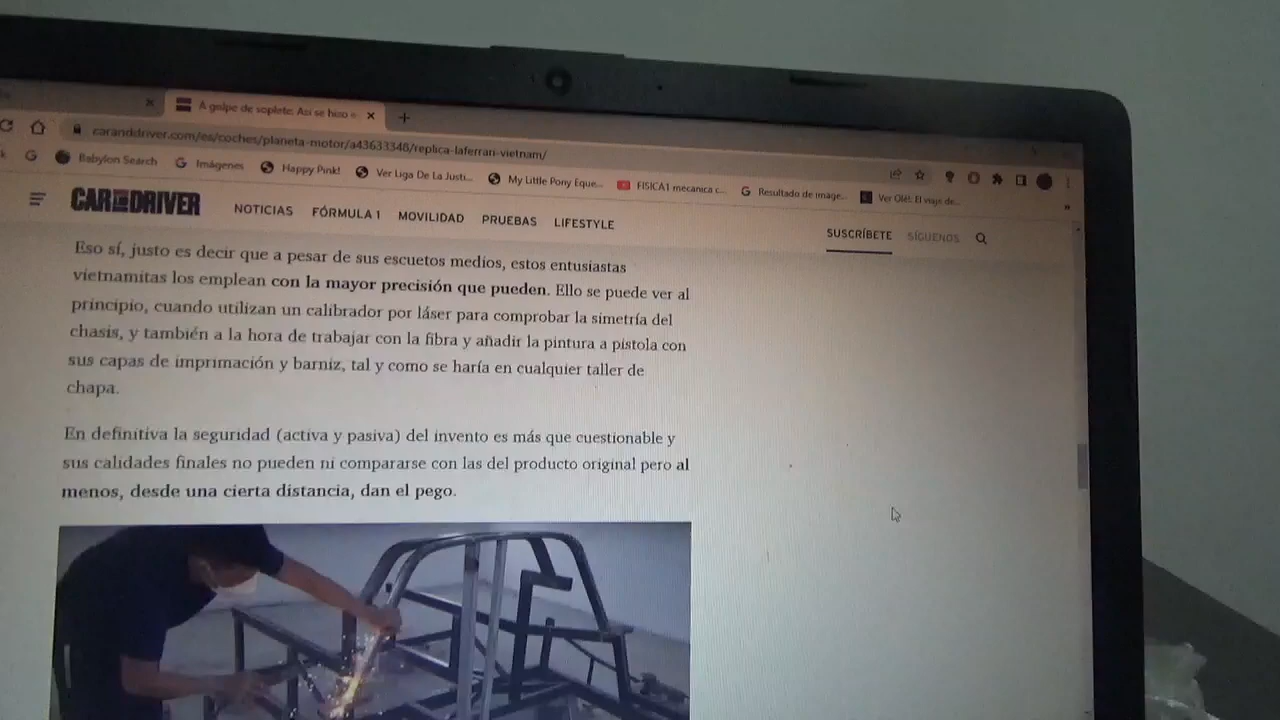 A golpe de soplete: Así se hizo e
caranddriver.com/es/coches/planeta-motor/a43633348/replica-laferrari-vietnam/
Babylon Search
Imágenes
Happy Pink!
Ver Liga De La Justi...
My Little Pony Eque...
FISICA1 mecanica c...
Resultado de image...
Ver Olé!: El viaje de...
CAR AND DRIVER
NOTICIAS
FÓRMULA 1
MOVILIDAD
PRUEBAS
LIFESTYLE
SUSCRÍBETE
SÍGUENOS
Eso sí, justo es decir que a pesar de sus escuetos medios, estos entusiastas
vietnamitas los emplean con la mayor precisión que pueden. Ello se puede ver al
principio, cuando utilizan un calibrador por láser para comprobar la simetría del
chasis, y también a la hora de trabajar con la fibra y añadir la pintura a pistola con
sus capas de imprimación y barniz, tal y como se haría en cualquier taller de
chapa.
En definitiva la seguridad (activa y pasiva) del invento es más que cuestionable y
sus calidades finales no pueden ni compararse con las del producto original pero al
menos, desde una cierta distancia, dan el pego.